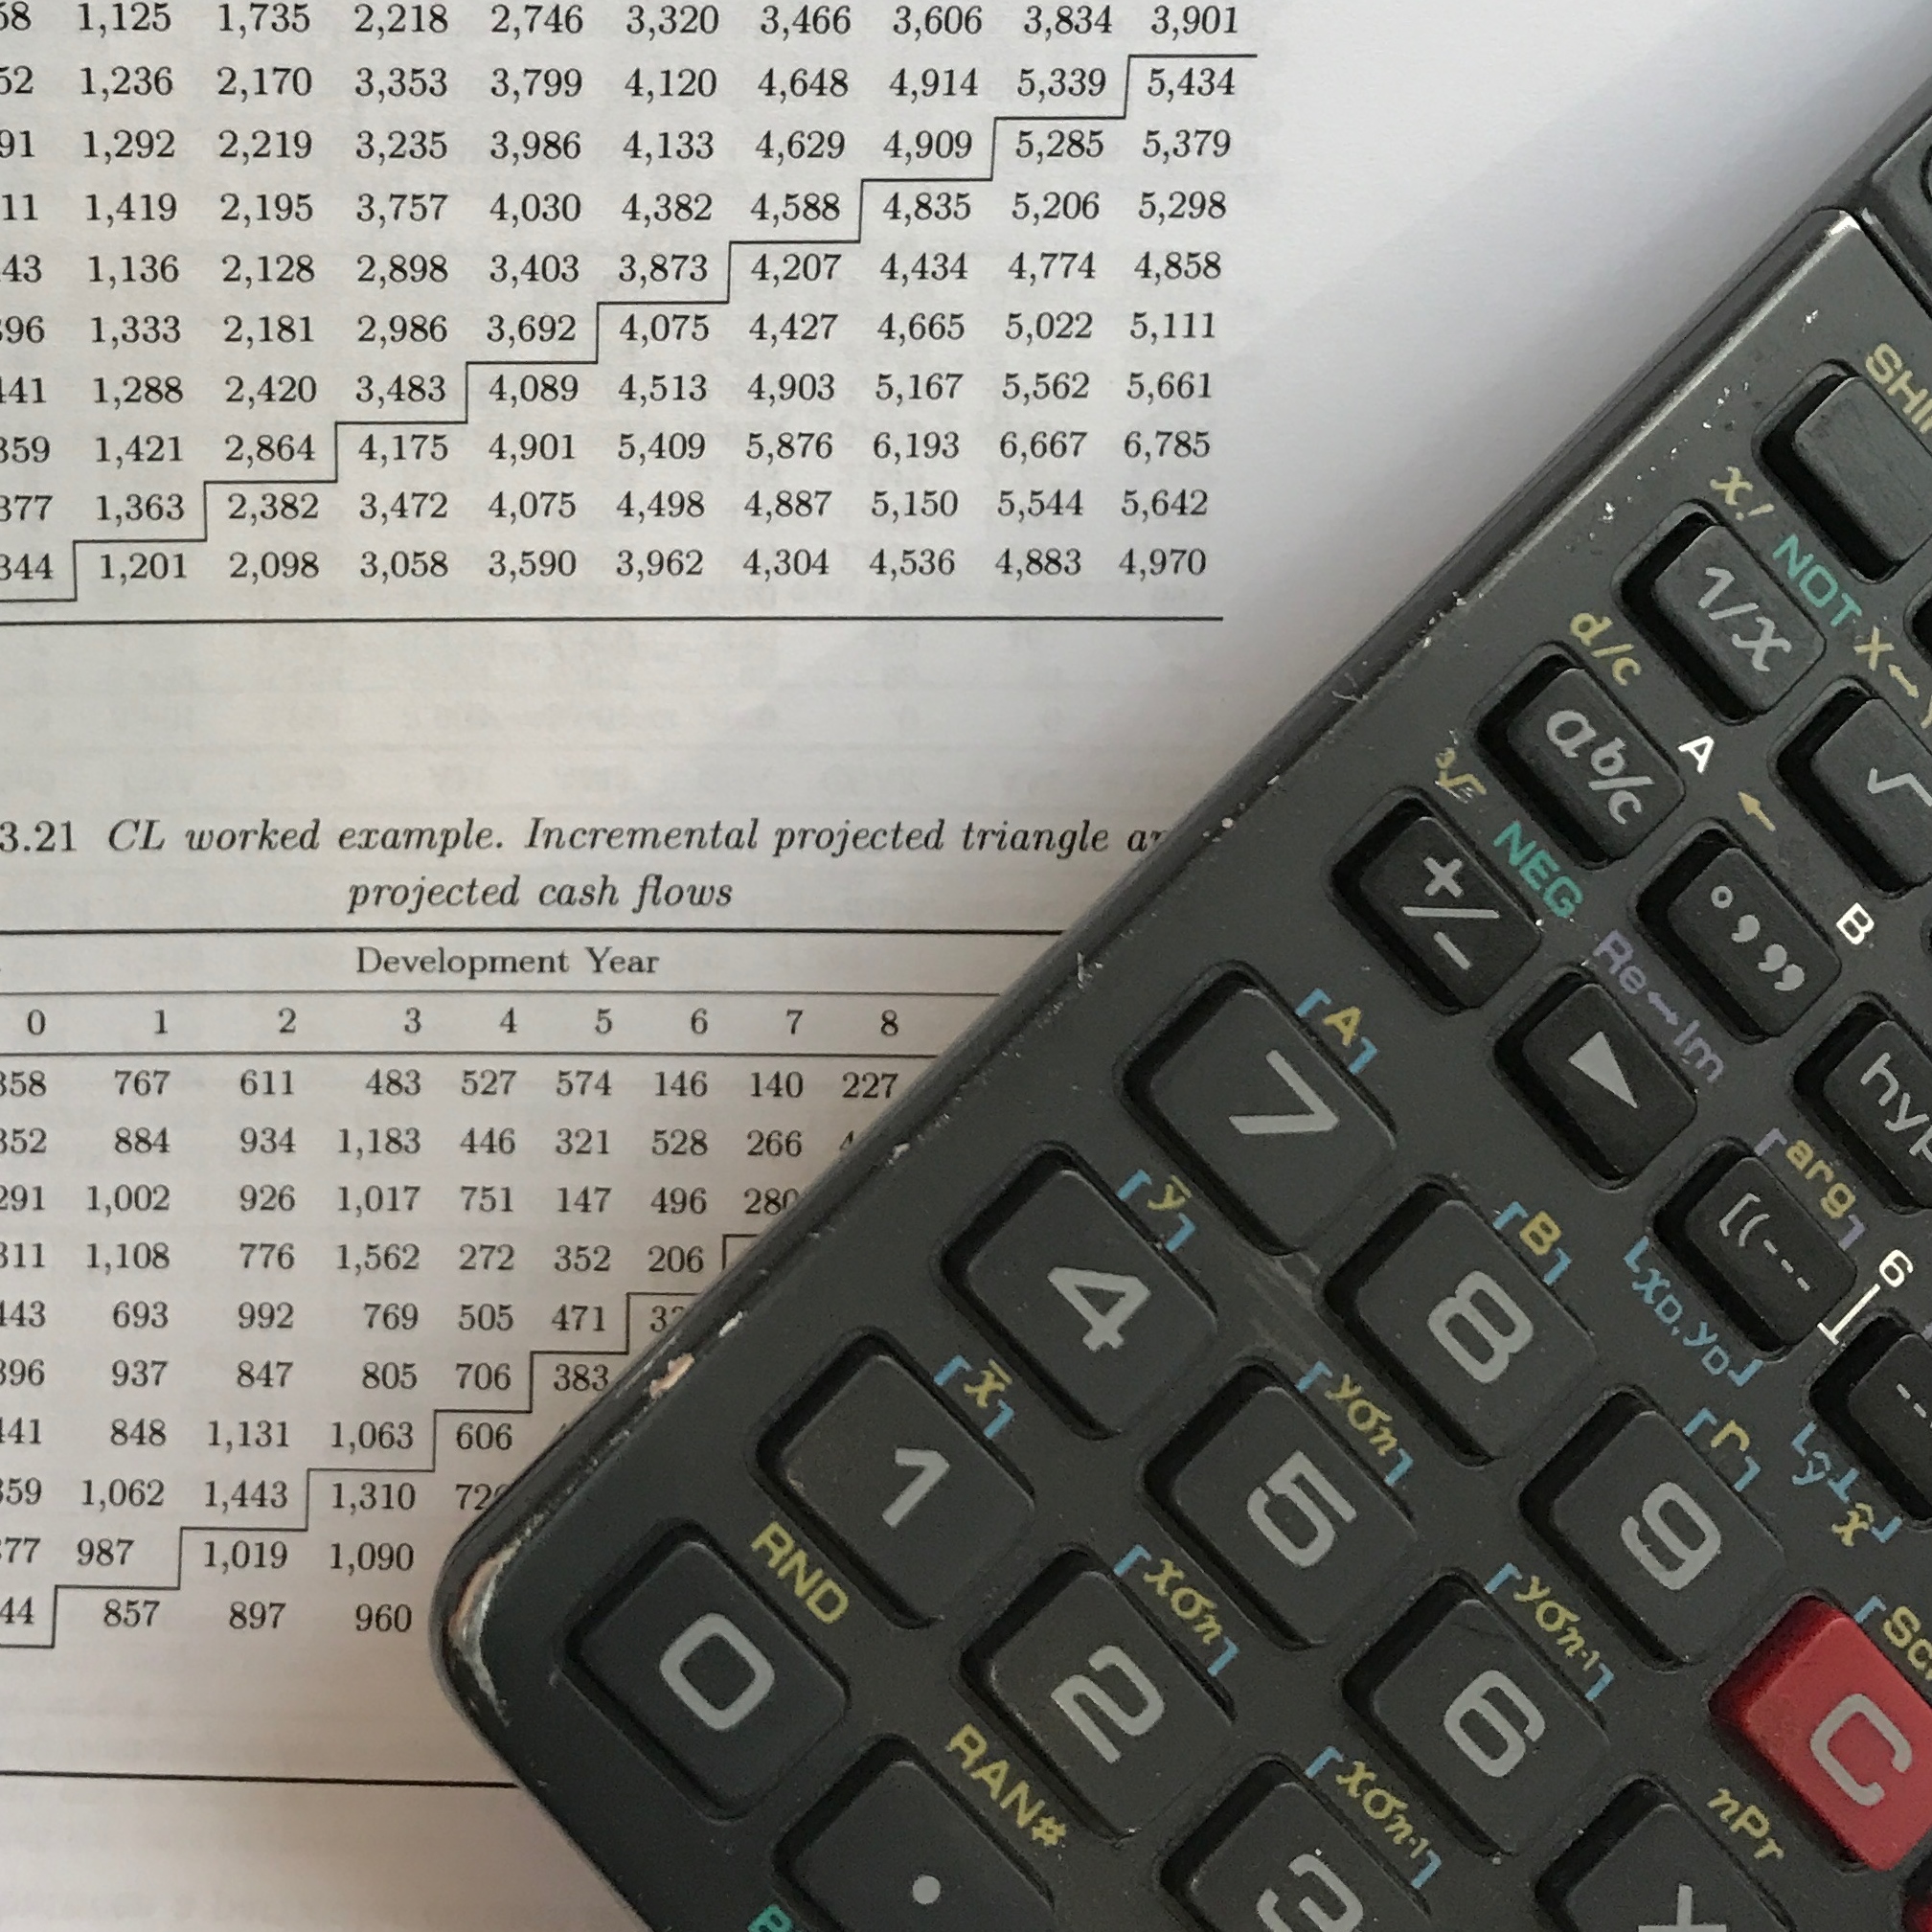 58 1,125 1,735 2,218 2,746 3,320 3,466 3,606 3,834 3,901
52 1,236 2,170 3,353 3,799 4,120 4,648 4,914 5,339 5,434
91 1,292 2,219 3,235 3,986 4,133 4,629 4,909 5,285 5,379
11 1,419 2,195 3,757 4,030 4,382 4,588 4,835 5,206 5,298
43 1,136 2,128 2,898 3,403 3,873 4,207 4,434 4,774 4,858
396 1,333 2,181 2,986 3,692 4,075 4,427 4,665 5,022 5,111
441 1,288 2,420 3,483 4,089 4,513 4,903 5,167 5,562 5,661
359 1,421 2,864 4,175 4,901 5,409 5,876 6,193 6,667 6,785
377 1,363 2,382 3,472 4,075 4,498 4,887 5,150 5,544 5,642
344 1,201 2,098 3,058 3,590 3,962 4,304 4,536 4,883 4,970
3.21 CL worked example. Incremental projected triangle
projected cash flows
Development Year
0 1 2 3 4 5 6 7 8
358 767 611 483 527 574 146 140 227
352 884 934 1,183 446 321 528 266
291 1,002 926 1,017 751 147 496 280
311 1,108 776 1,562 272 352 206
443 693 992 769 505 471
396 937 847 805 706 383
441 848 1,131 1,063 606
359 1,062 1,443 1,310
377 987 1,019 1,090
44 857 897 960
x! NOT X↔
1/x
d/c A
ab/c √
³√ NEG ← B
+/− ° ’ ”
Re↔Im
hyp
A arg
7 [(---
ȳ B xD, yD 6
4 8
x̄ yσn r ŷ x̂
1 5 9
RND xσn yσn-1
0 2 6 C
RAN# xσn-1 nPr
. 3